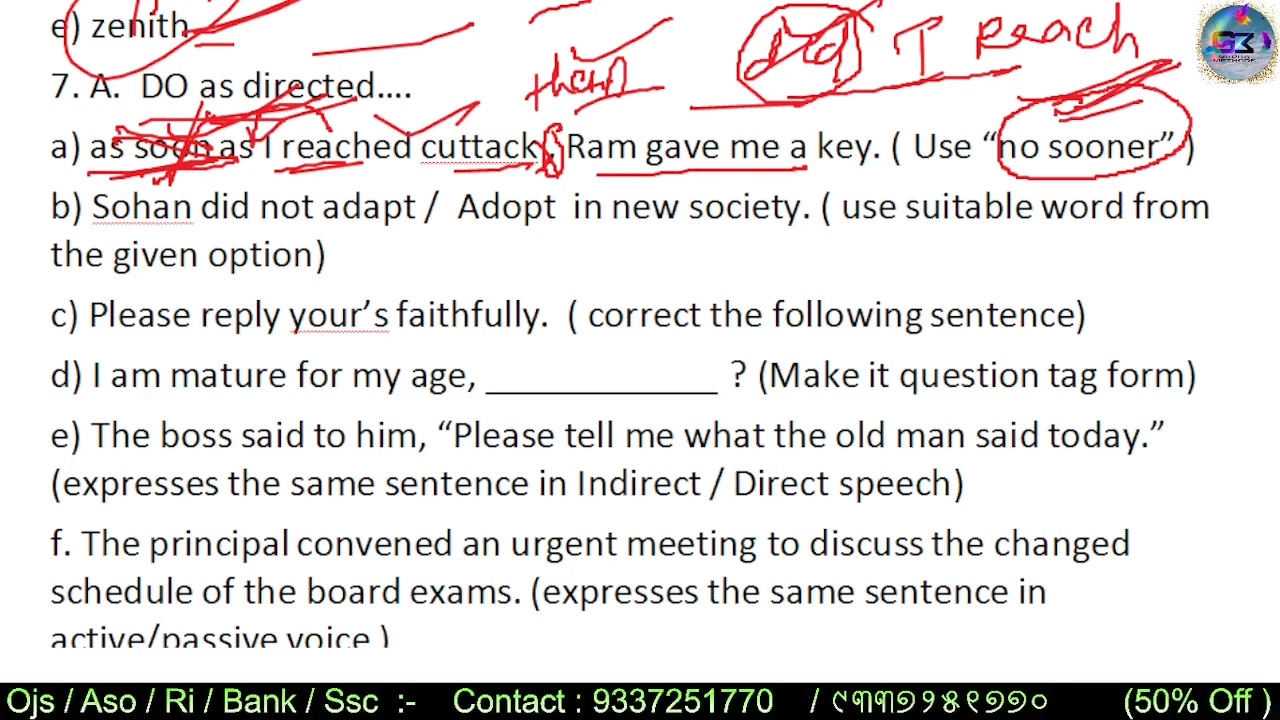 e) zenith
then did I reach
7. A. DO as directed....
a) as soon as I reached cuttack . Ram gave me a key. ( Use “no sooner” )
b) Sohan did not adapt / Adopt in new society. ( use suitable word from
the given option)
c) Please reply your’s faithfully. ( correct the following sentence)
d) I am mature for my age, _____________ ? (Make it question tag form)
e) The boss said to him, “Please tell me what the old man said today.”
(expresses the same sentence in Indirect / Direct speech)
f. The principal convened an urgent meeting to discuss the changed
schedule of the board exams. (expresses the same sentence in
active/passive voice )
Ojs / Aso / Ri / Bank / Ssc :- Contact : 9337251770 / ୯୩୩୭୨୫୧୭୭୦ (50% Off )